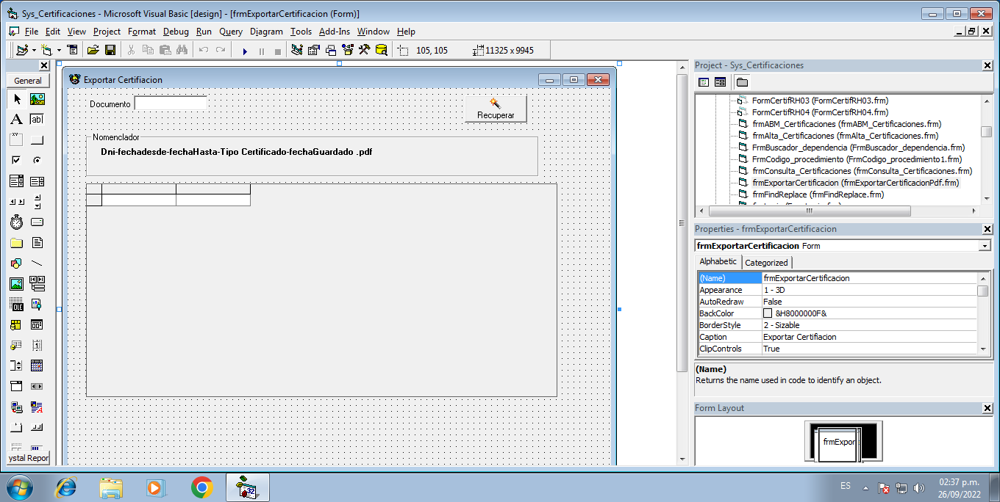 Sys_Certificaciones - Microsoft Visual Basic [design] - [frmExportarCertificacion (Form)]
File Edit View Project Format Debug Run Query Diagram Tools Add-Ins Window Help
105, 105
11325 x 9945
General
A
ab|
xy
OLE
ystal Repor
Exportar Certifiacion
Documento
Recuperar
Nomenclador
Dni-fechadesde-fechaHasta-Tipo Certificado-fechaGuardado .pdf
Project - Sys_Certificaciones
FormCertifRH03 (FormCertifRH03.frm)
FormCertifRH04 (FormCertifRH04.frm)
frmABM_Certificaciones (frmABM_Certificaciones.frm)
frmAlta_Certificaciones (frmAlta_Certificaciones.frm)
FrmBuscador_dependencia (FrmBuscador_dependencia.frm)
FrmCodigo_procedimiento (FrmCodigo_procedimiento1.frm)
frmConsulta_Certificaciones (frmConsulta_Certificaciones.frm)
frmExportarCertificacion (frmExportarCertificacionPdf.frm)
frmFindReplace (frmFindReplace.frm)
Properties - frmExportarCertificacion
frmExportarCertificacion Form
Alphabetic Categorized
(Name) frmExportarCertificacion
Appearance 1 - 3D
AutoRedraw False
BackColor &H8000000F&
BorderStyle 2 - Sizable
Caption Exportar Certifiacion
ClipControls True
(Name)
Returns the name used in code to identify an object.
Form Layout
frmExpor
32
ES
02:37 p.m.
26/09/2022